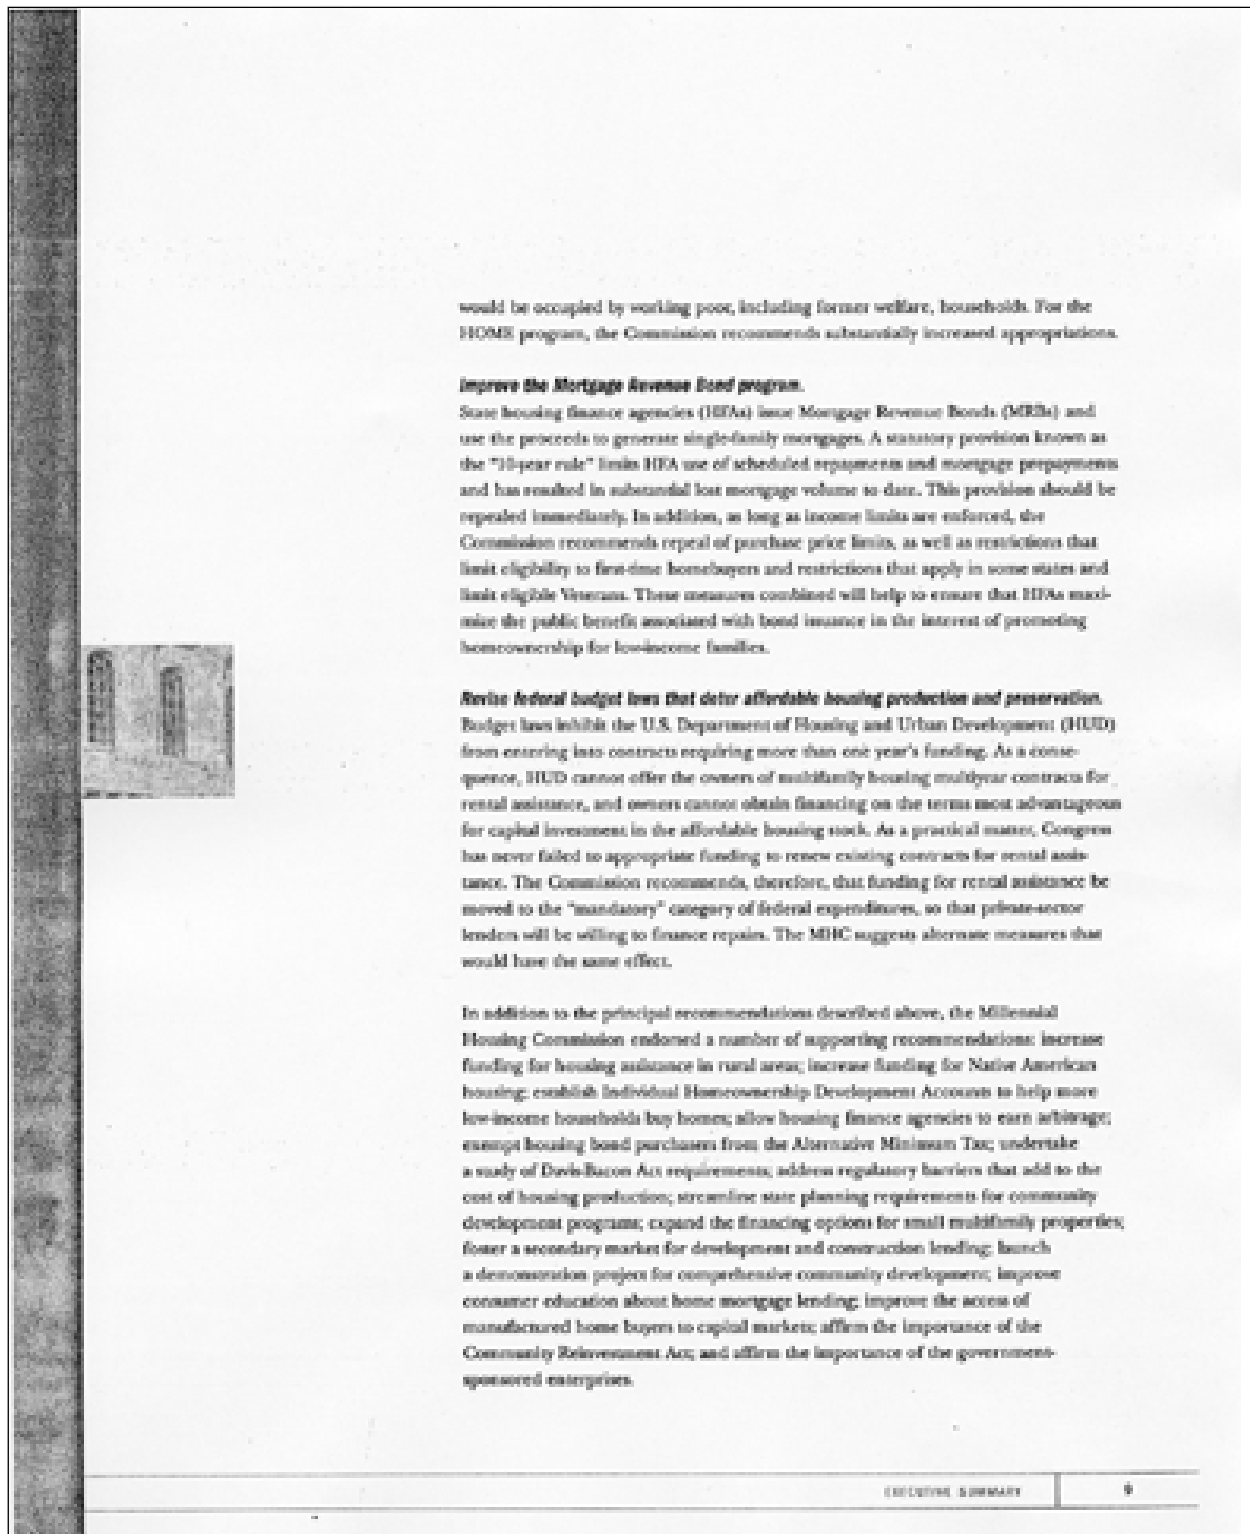 would be occupied by working poor, including former welfare, households. For the
HOME program, the Commission recommends substantially increased appropriations.
Improve the Mortgage Revenue Bond program.
State housing finance agencies (HFAs) issue Mortgage Revenue Bonds (MRBs) and
use the proceeds to generate single-family mortgages. A statutory provision known as
the "10-year rule" limits HFA use of scheduled repayments and mortgage prepayments
and has resulted in substantial lost mortgage volume to date. This provision should be
repealed immediately. In addition, as long as income limits are enforced, the
Commission recommends repeal of purchase price limits, as well as restrictions that
limit eligibility to first-time homebuyers and restrictions that apply in some states and
limit eligible Veterans. These measures combined will help to ensure that HFAs maxi-
mize the public benefit associated with bond issuance in the interest of promoting
homeownership for low-income families.
Revise federal budget laws that deter affordable housing production and preservation.
Budget laws inhibit the U.S. Department of Housing and Urban Development (HUD)
from entering into contracts requiring more than one year's funding. As a conse-
quence, HUD cannot offer the owners of multifamily housing multiyear contracts for
rental assistance, and owners cannot obtain financing on the terms most advantageous
for capital investment in the affordable housing stock. As a practical matter, Congress
has never failed to appropriate funding to renew existing contracts for rental assis-
tance. The Commission recommends, therefore, that funding for rental assistance be
moved to the "mandatory" category of federal expenditures, so that private-sector
lenders will be willing to finance repairs. The MHC suggests alternate measures that
would have the same effect.
In addition to the principal recommendations described above, the Millennial
Housing Commission endorsed a number of supporting recommendations: increase
funding for housing assistance in rural areas; increase funding for Native American
housing; establish Individual Homeownership Development Accounts to help more
low-income households buy homes; allow housing finance agencies to earn arbitrage;
exempt housing bond purchasers from the Alternative Minimum Tax; undertake
a study of Davis-Bacon Act requirements; address regulatory barriers that add to the
cost of housing production; streamline state planning requirements for community
development programs; expand the financing options for small multifamily properties;
foster a secondary market for development and construction lending; launch
a demonstration project for comprehensive community development; improve
consumer education about home mortgage lending; improve the access of
manufactured home buyers to capital markets; affirm the importance of the
Community Reinvestment Act; and affirm the importance of the government-
sponsored enterprises.
EXECUTIVE SUMMARY 9